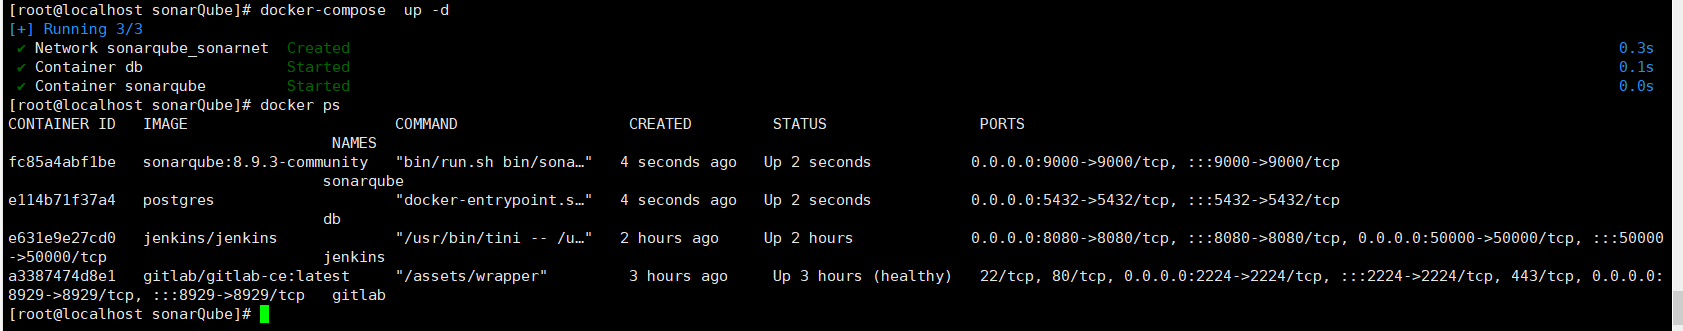 [root@localhost sonarQube]# docker-compose  up -d
[+] Running 3/3
 ✔ Network sonarqube_sonarnet  Created                                                                                                                                              0.3s
 ✔ Container db                Started                                                                                                                                              0.1s
 ✔ Container sonarqube         Started                                                                                                                                              0.0s
[root@localhost sonarQube]# docker ps
CONTAINER ID   IMAGE                       COMMAND                   CREATED         STATUS                 PORTS
                                    NAMES
fc85a4abf1be   sonarqube:8.9.3-community   "bin/run.sh bin/sona…"   4 seconds ago   Up 2 seconds           0.0.0.0:9000->9000/tcp, :::9000->9000/tcp
                                   sonarqube
e114b71f37a4   postgres                    "docker-entrypoint.s…"   4 seconds ago   Up 2 seconds           0.0.0.0:5432->5432/tcp, :::5432->5432/tcp
                                   db
e631e9e27cd0   jenkins/jenkins             "/usr/bin/tini -- /u…"   2 hours ago     Up 2 hours             0.0.0.0:8080->8080/tcp, :::8080->8080/tcp, 0.0.0.0:50000->50000/tcp, :::50000
->50000/tcp                        jenkins
a3387474d8e1   gitlab/gitlab-ce:latest     "/assets/wrapper"         3 hours ago     Up 3 hours (healthy)   22/tcp, 80/tcp, 0.0.0.0:2224->2224/tcp, :::2224->2224/tcp, 443/tcp, 0.0.0.0:
8929->8929/tcp, :::8929->8929/tcp   gitlab
[root@localhost sonarQube]#